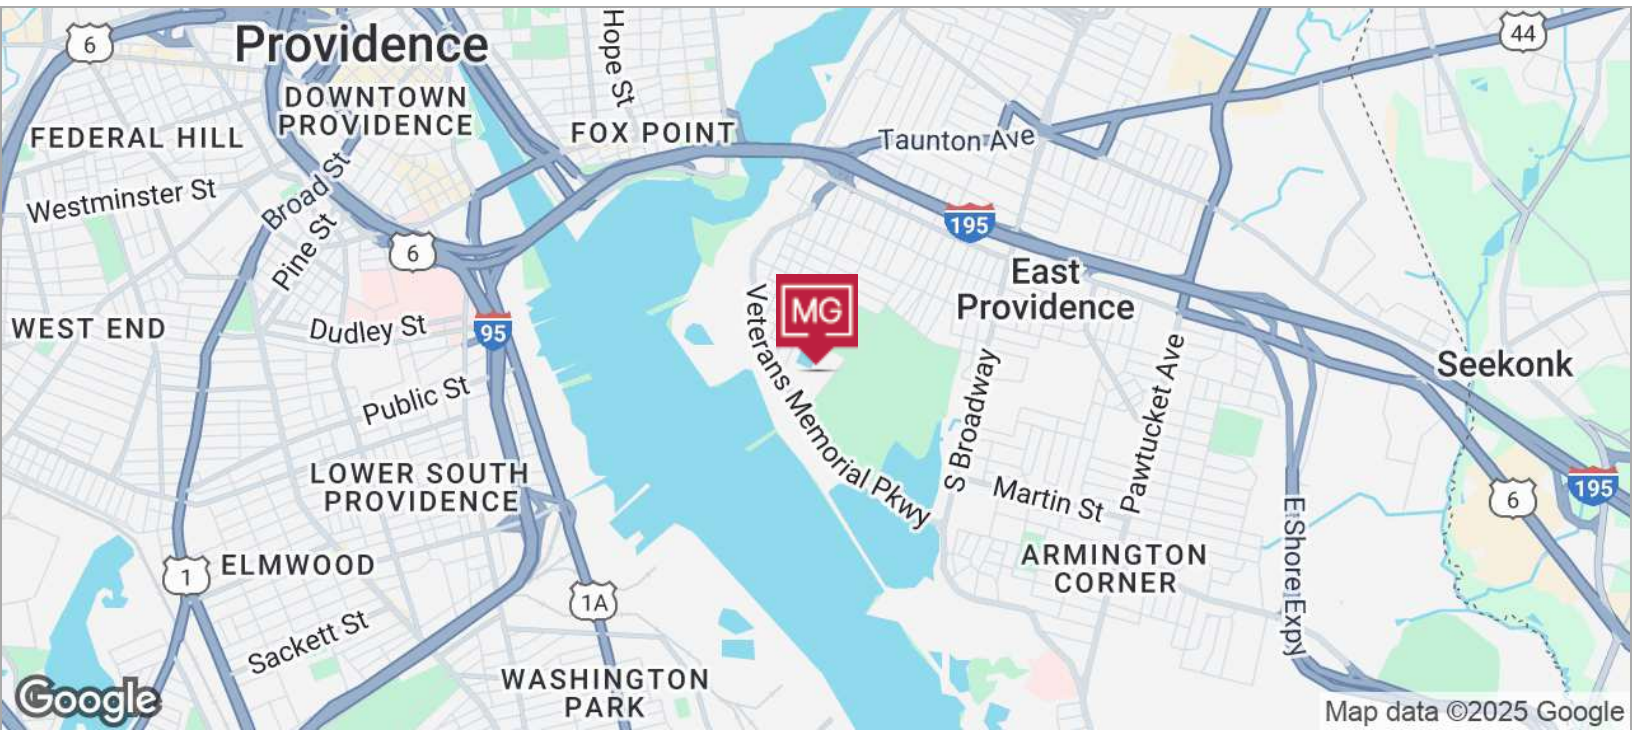 6
Providence
Hope St
44
DOWNTOWN
PROVIDENCE
FEDERAL HILL
FOX POINT
Taunton Ave
Westminster St
Broad St
Pine St
6
195
East
Providence
WEST END
Dudley St
95
MG
Veterans Memorial Pkwy
Seekonk
Public St
S Broadway
Pawtucket Ave
LOWER SOUTH
PROVIDENCE
Martin St
6
195
E Shore Expy
ARMINGTON
CORNER
1
ELMWOOD
1A
Sackett St
WASHINGTON
PARK
Google
Map data ©2025 Google